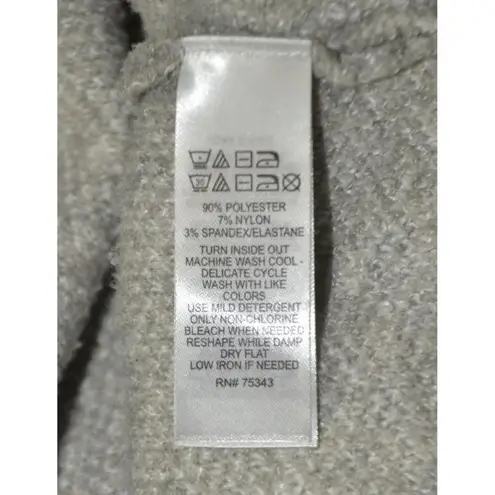 30
90% POLYESTER
7% NYLON
3% SPANDEX/ELASTANE
TURN INSIDE OUT
MACHINE WASH COOL -
DELICATE CYCLE
WASH WITH LIKE
COLORS
USE MILD DETERGENT
ONLY NON-CHLORINE
BLEACH WHEN NEEDED
RESHAPE WHILE DAMP
DRY FLAT
LOW IRON IF NEEDED
RN# 75343